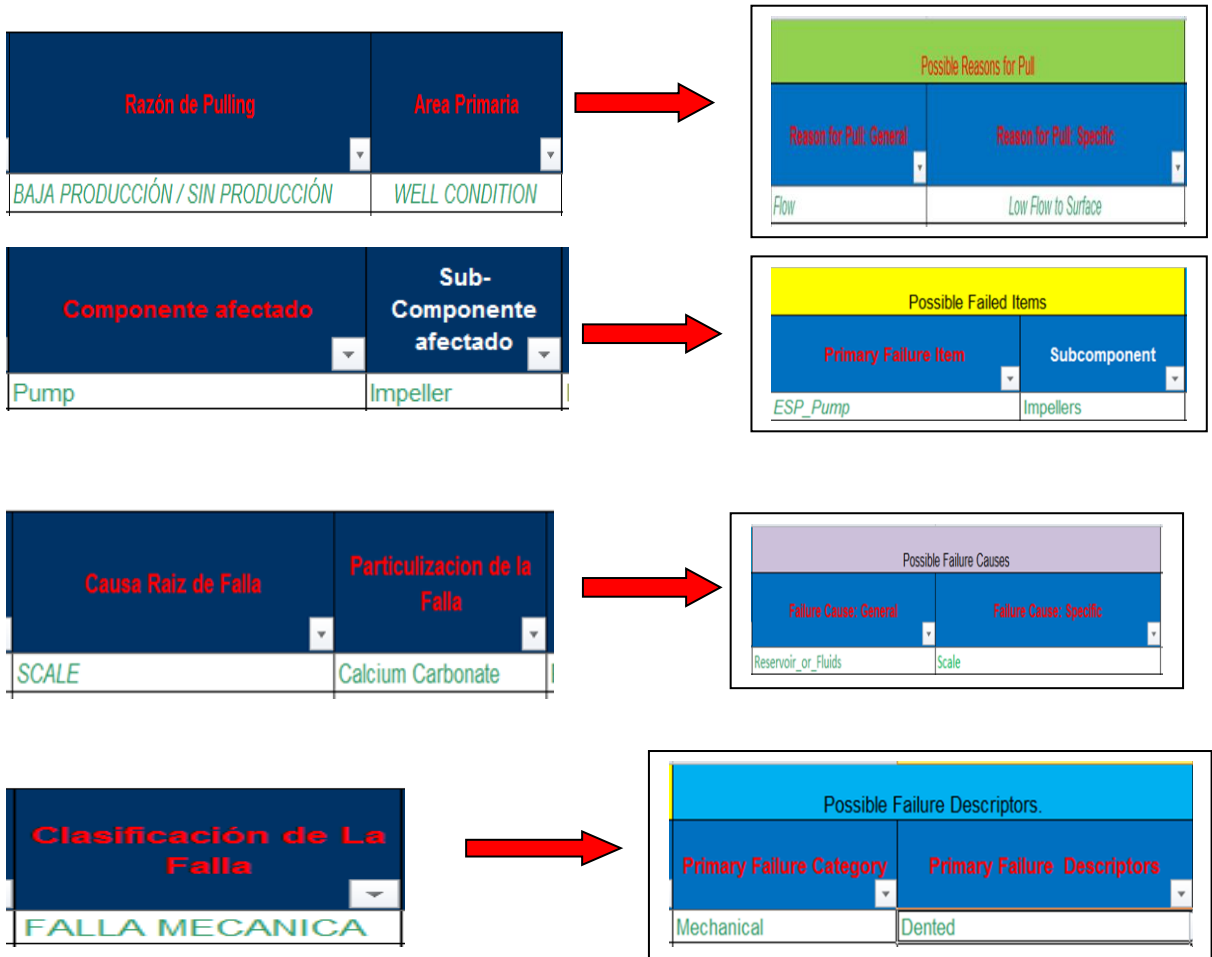 Razón de Pulling
Area Primaria
BAJA PRODUCCIÓN / SIN PRODUCCIÓN
WELL CONDITION
Possible Reasons for Pull
Reason for Pull: General
Reason for Pull: Specific
Flow
Low Flow to Surface
Componente afectado
Sub-
Componente
afectado
Pump
Impeller
Possible Failed Items
Primary Failure Item
Subcomponent
ESP_Pump
Impellers
Causa Raiz de Falla
Particulizacion de la
Falla
SCALE
Calcium Carbonate
Possible Failure Causes
Failure Cause: General
Failure Cause: Specific
Reservoir_or_Fluids
Scale
Clasificación de La
Falla
FALLA MECANICA
Possible Failure Descriptors.
Primary Failure Category
Primary Failure Descriptors
Mechanical
Dented